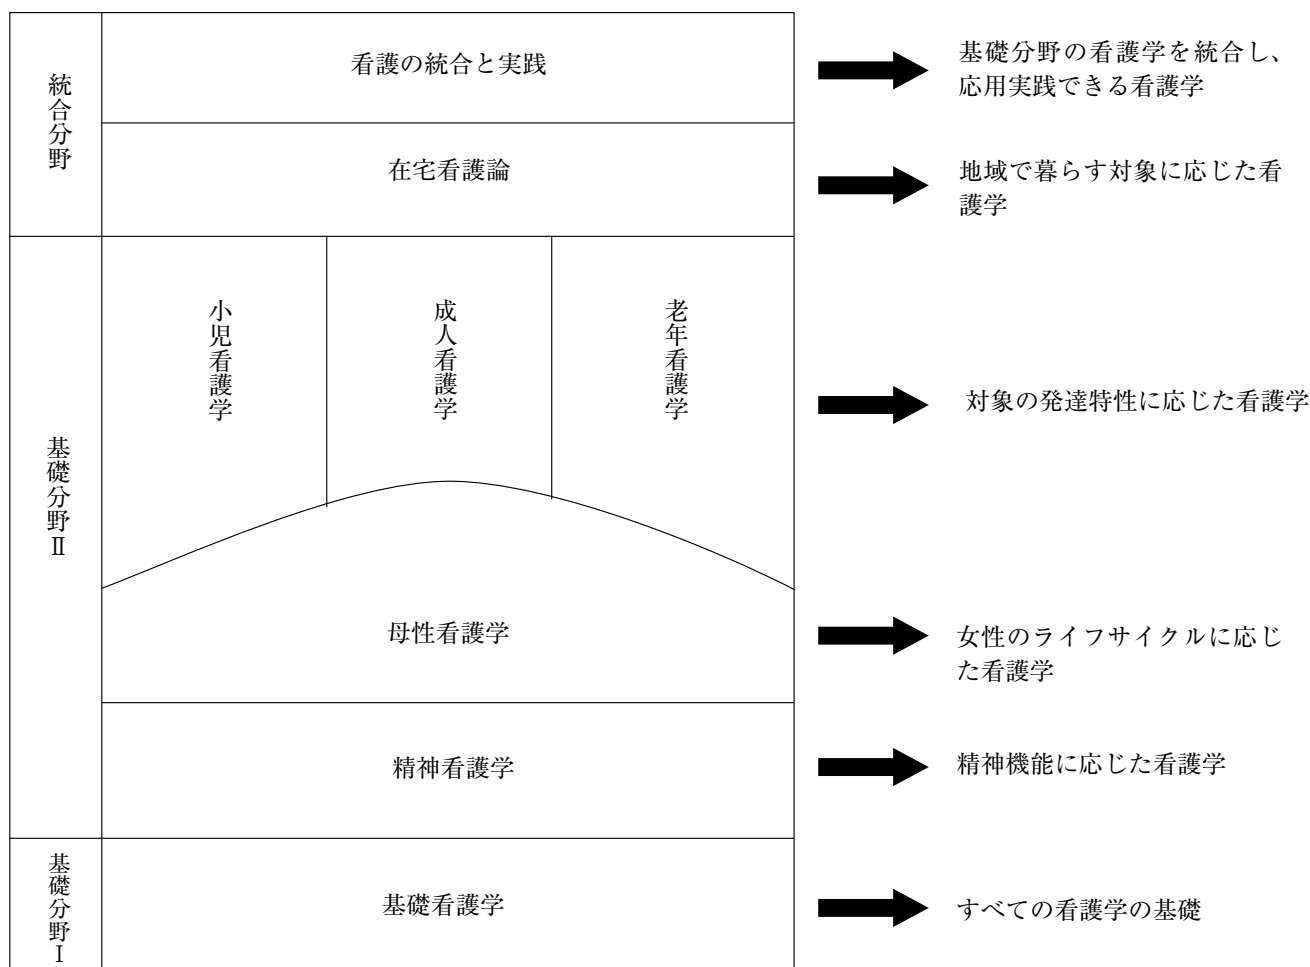 統合分野
看護の統合と実践
基礎分野の看護学を統合し、
応用実践できる看護学
在宅看護論
地域で暮らす対象に応じた看
護学
基礎分野Ⅱ
小児看護学
成人看護学
老年看護学
対象の発達特性に応じた看護学
母性看護学
女性のライフサイクルに応じ
た看護学
精神看護学
精神機能に応じた看護学
基礎分野Ⅰ
基礎看護学
すべての看護学の基礎